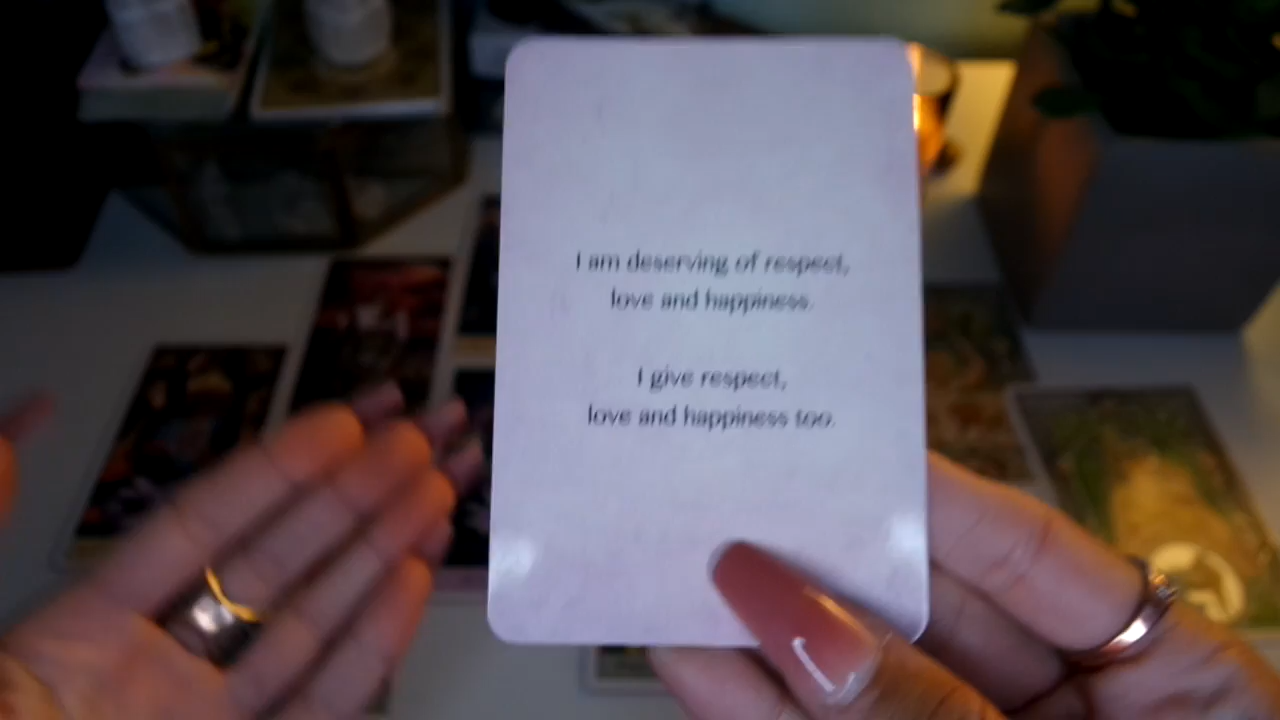 I am deserving of respect,
love and happiness.
I give respect,
love and happiness too.